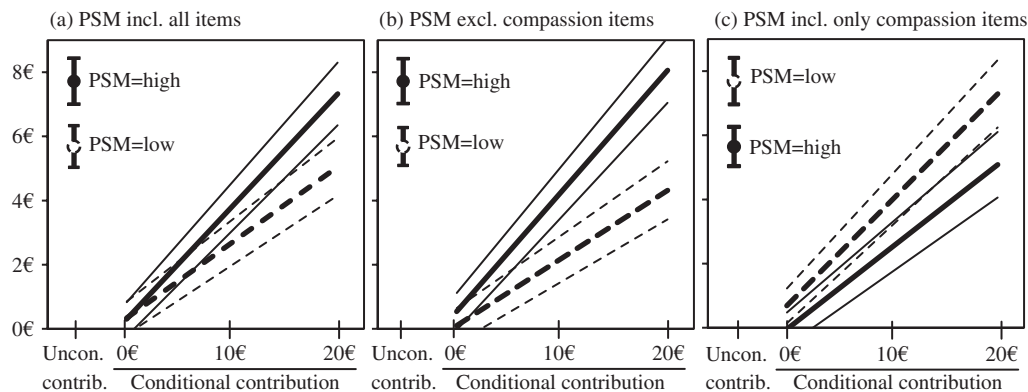 (a) PSM incl. all items (b) PSM excl. compassion items (c) PSM incl only compassion items
8€ PSM=high PSM=high PSM=low
6€
PSM=low PSM=low PSM=high
4€
2€
0€
Uncon. 0€ 10€ 20€ Uncon. 0€ 10€ 20€ Uncon. 0€ 10€ 20€
contrib. Conditional contribution contrib. Conditional contribution contrib. Conditional contribution